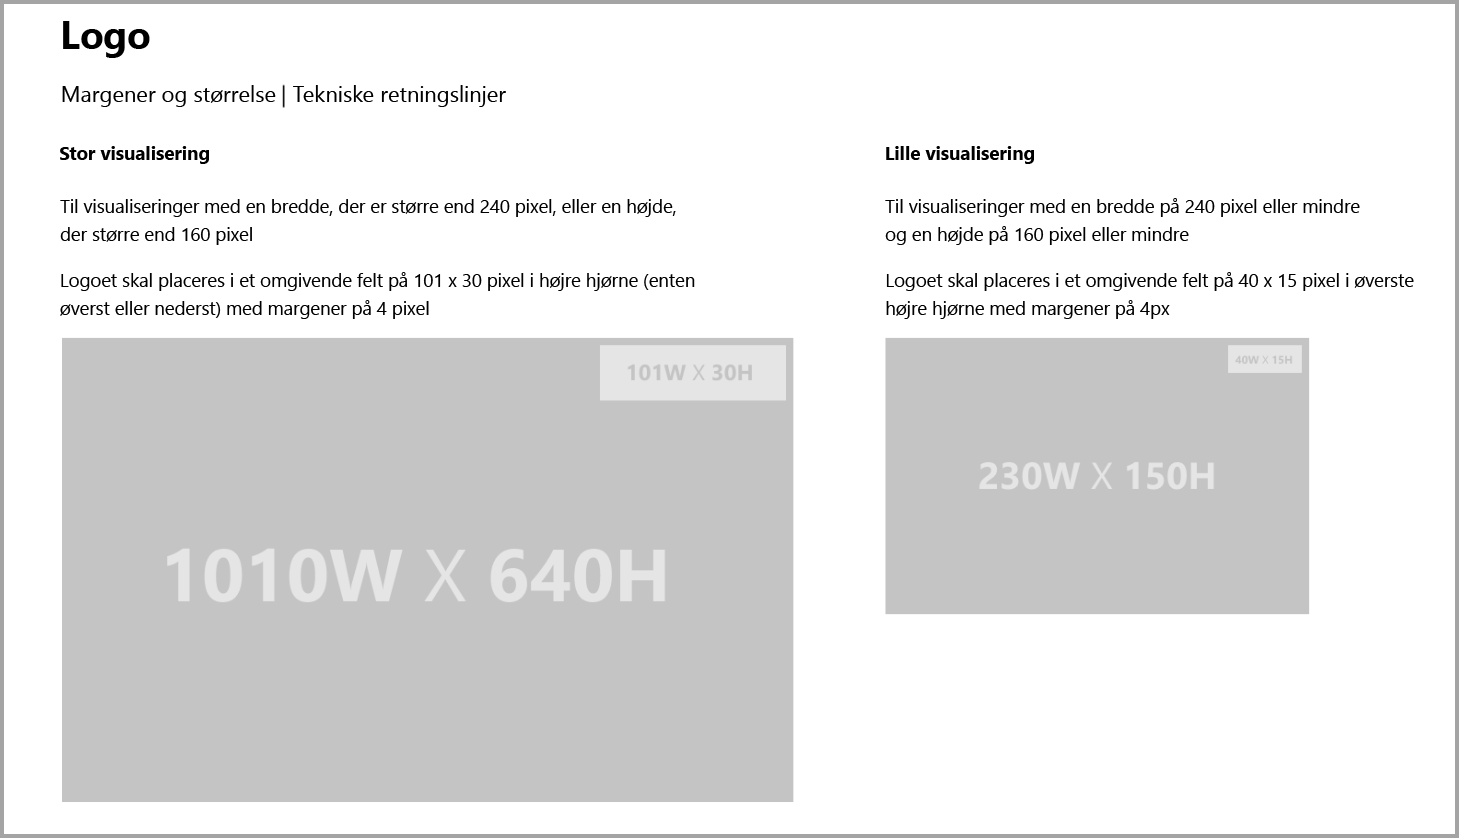 Logo
Margener og størrelse | Tekniske retningslinjer
Stor visualisering
Til visualiseringer med en bredde, der er større end 240 pixel, eller en højde,
der større end 160 pixel
Logoet skal placeres i et omgivende felt på 101 x 30 pixel i højre hjørne (enten
øverst eller nederst) med margener på 4 pixel
101W X 30H
1010W X 640H
Lille visualisering
Til visualiseringer med en bredde på 240 pixel eller mindre
og en højde på 160 pixel eller mindre
Logoet skal placeres i et omgivende felt på 40 x 15 pixel i øverste
højre hjørne med margener på 4px
40W X 15H
230W X 150H